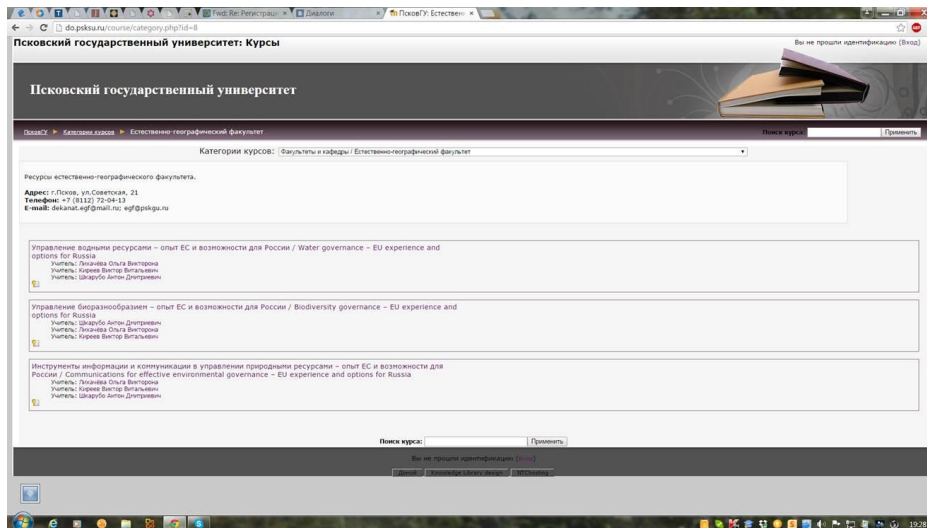 Fwd: Re: Регистраци
Диалоги
ПсковГУ: Естествен
do.psksu.ru/course/category.php?id=8
Псковский государственный университет: Курсы
Вы не прошли идентификацию (Вход)
Псковский государственный университет
ПсковГУ ► Категории курсов ► Естественно-географический факультет
Поиск курса:
Применить
Категории курсов: Факультеты и кафедры / Естественно-географический факультет
Ресурсы естественно-географического факультета.
Адрес: г.Псков, ул.Советская, 21
Телефон: +7 (8112) 72-04-13
E-mail: dekanat.egf@mail.ru; egf@pskgu.ru
Управление водными ресурсами – опыт ЕС и возможности для России / Water governance – EU experience and
options for Russia
Учитель: Лихачёва Ольга Викторовна
Учитель: Киреев Виктор Витальевич
Учитель: Шкарубо Антон Дмитриевич
Управление биоразнообразием – опыт ЕС и возможности для России / Biodiversity governance – EU experience and
options for Russia
Учитель: Шкарубо Антон Дмитриевич
Учитель: Лихачёва Ольга Викторовна
Учитель: Киреев Виктор Витальевич
Инструменты информации и коммуникации в управлении природными ресурсами – опыт ЕС и возможности для
России / Communications for effective environmental governance – EU experience and options for Russia
Учитель: Лихачёва Ольга Викторовна
Учитель: Киреев Виктор Витальевич
Учитель: Шкарубо Антон Дмитриевич
Поиск курса:
Применить
Вы не прошли идентификацию (Вход)
Домой
Knowledge Library design
NTChosting
19:28